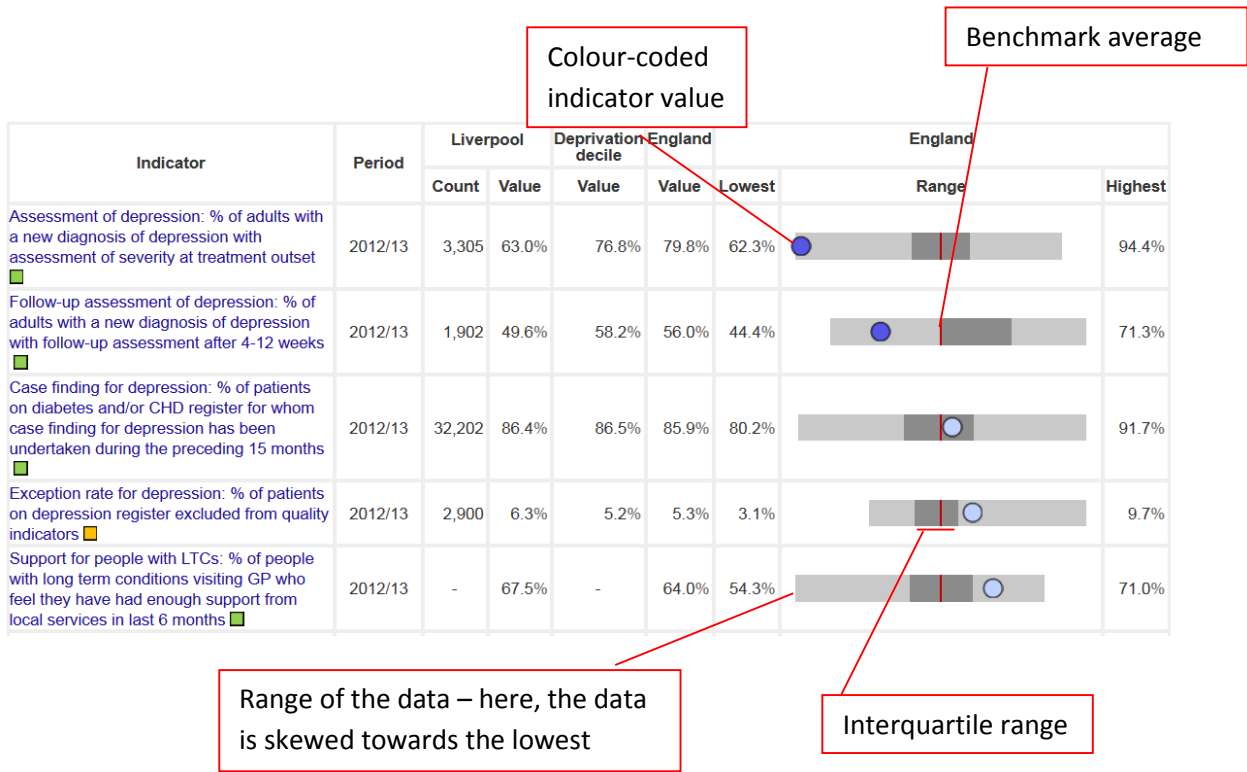 Colour-coded
indicator value
Benchmark average
Indicator Period Liverpool Deprivation decile England England
Count Value Value Value Lowest Range Highest
Assessment of depression: % of adults with
a new diagnosis of depression with
assessment of severity at treatment outset
2012/13 3,305 63.0% 76.8% 79.8% 62.3% 94.4%
Follow-up assessment of depression: % of
adults with a new diagnosis of depression
with follow-up assessment after 4-12 weeks
2012/13 1,902 49.6% 58.2% 56.0% 44.4% 71.3%
Case finding for depression: % of patients
on diabetes and/or CHD register for whom
case finding for depression has been
undertaken during the preceding 15 months
2012/13 32,202 86.4% 86.5% 85.9% 80.2% 91.7%
Exception rate for depression: % of patients
on depression register excluded from quality
indicators
2012/13 2,900 6.3% 5.2% 5.3% 3.1% 9.7%
Support for people with LTCs: % of people
with long term conditions visiting GP who
feel they have had enough support from
local services in last 6 months
2012/13 - 67.5% - 64.0% 54.3% 71.0%
Range of the data – here, the data
is skewed towards the lowest
Interquartile range